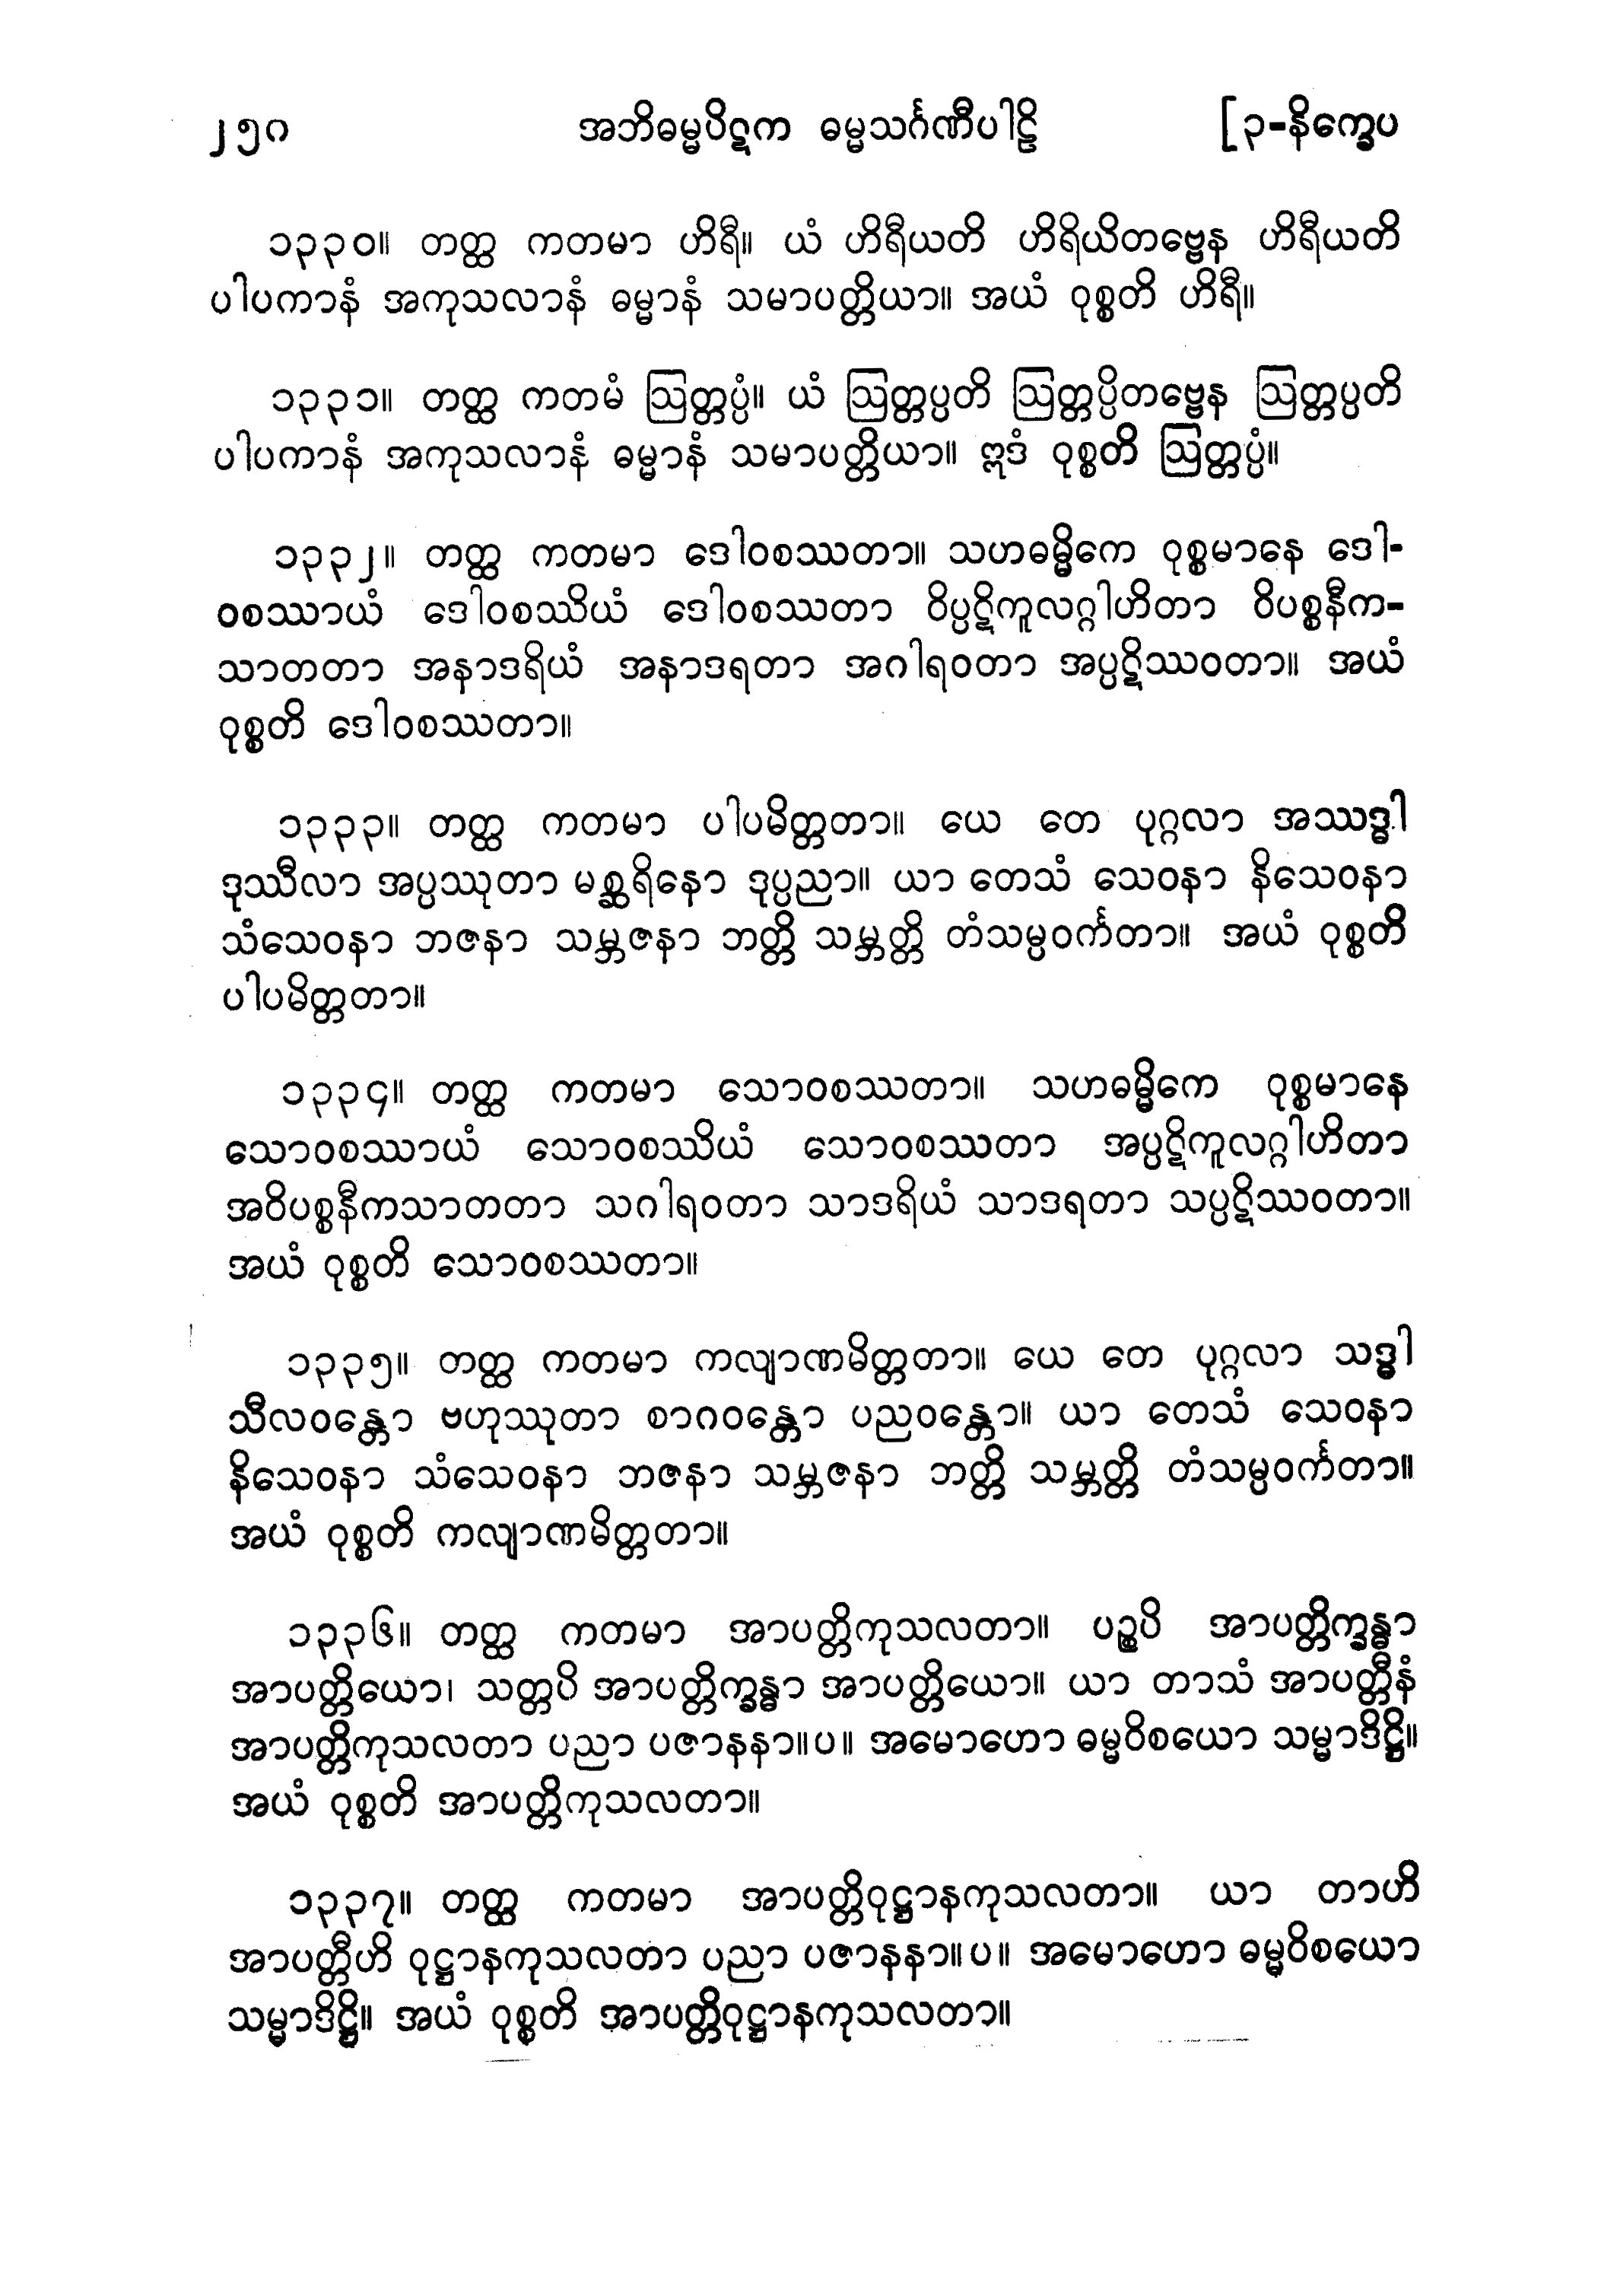 ၂၅၀ အဘိဓမ္မပိဋက ဓမ္မသင်္ဂဏီပါဠိ [၃-နိက္ခေပ
၁၃၃၀။ တတ္ထ ကတမာ ဟိရီ။ ယံ ဟိရီယတိ ဟိရိယိတဗ္ဗေန ဟိရီယတိ
ပါပကာနံ အကုသလာနံ ဓမ္မာနံ သမာပတ္တိယာ။ အယံ ဝုစ္စတိ ဟိရီ။
၁၃၃၁။ တတ္ထ ကတမံ ဩတ္တပ္ပံ။ ယံ ဩတ္တပ္ပတိ ဩတ္တပ္ပိတဗ္ဗေန ဩတ္တပ္ပတိ
ပါပကာနံ အကုသလာနံ ဓမ္မာနံ သမာပတ္တိယာ။ ဣဒံ ဝုစ္စတိ ဩတ္တပ္ပံ။
၁၃၃၂။ တတ္ထ ကတမာ ဒေါဝစဿတာ။ သဟဓမ္မိကေ ဝုစ္စမာနေ ဒေါ-
ဝစဿာယံ ဒေါဝစဿိယံ ဒေါဝစဿတာ ဝိပ္ပဋိကူလဂ္ဂါဟိတာ ဝိပစ္စနီက-
သာတတာ အနာဒရိယံ အနာဒရတာ အဂါရဝတာ အပ္ပဋိဿဝတာ။ အယံ
ဝုစ္စတိ ဒေါဝစဿတာ။
၁၃၃၃။ တတ္ထ ကတမာ ပါပမိတ္တတာ။ ယေ တေ ပုဂ္ဂလာ အဿဒ္ဓါ
ဒုဿီလာ အပ္ပဿုတာ မစ္ဆရိနော ဒုပ္ပညာ။ ယာ တေသံ သေဝနာ နိသေဝနာ
သံသေဝနာ ဘဇနာ သမ္ဘဇနာ ဘတ္တိ သမ္ဘတ္တိ တံသမ္ပဝင်္ကတာ။ အယံ ဝုစ္စတိ
ပါပမိတ္တတာ။
၁၃၃၄။ တတ္ထ ကတမာ သောဝစဿတာ။ သဟဓမ္မိကေ ဝုစ္စမာနေ
သောဝစဿာယံ သောဝစဿိယံ သောဝစဿတာ အပ္ပဋိကူလဂ္ဂါဟိတာ
အဝိပစ္စနီကသာတတာ သဂါရဝတာ သာဒရိယံ သာဒရတာ သပ္ပဋိဿဝတာ။
အယံ ဝုစ္စတိ သောဝစဿတာ။
၁၃၃၅။ တတ္ထ ကတမာ ကလျာဏမိတ္တတာ။ ယေ တေ ပုဂ္ဂလာ သဒ္ဓါ
သီလဝန္တော ဗဟုဿုတာ စာဂဝန္တော ပညဝန္တော။ ယာ တေသံ သေဝနာ
နိသေဝနာ သံသေဝနာ ဘဇနာ သမ္ဘဇနာ ဘတ္တိ သမ္ဘတ္တိ တံသမ္ပဝင်္ကတာ။
အယံ ဝုစ္စတိ ကလျာဏမိတ္တတာ။
၁၃၃၆။ တတ္ထ ကတမာ အာပတ္တိကုသလတာ။ ပဉ္စပိ အာပတ္တိက္ခန္ဓာ
အာပတ္တိယော၊ သတ္တပိ အာပတ္တိက္ခန္ဓာ အာပတ္တိယော။ ယာ တာသံ အာပတ္တီနံ
အာပတ္တိကုသလတာ ပညာ ပဇာနနာ။ပ။ အမောဟော ဓမ္မဝိစယော သမ္မာဒိဋ္ဌိ။
အယံ ဝုစ္စတိ အာပတ္တိကုသလတာ။
၁၃၃၇။ တတ္ထ ကတမာ အာပတ္တိဝုဋ္ဌာနကုသလတာ။ ယာ တာဟိ
အာပတ္တီဟိ ဝုဋ္ဌာနကုသလတာ ပညာ ပဇာနနာ။ပ။ အမောဟော ဓမ္မဝိစယော
သမ္မာဒိဋ္ဌိ။ အယံ ဝုစ္စတိ အာပတ္တိဝုဋ္ဌာနကုသလတာ။